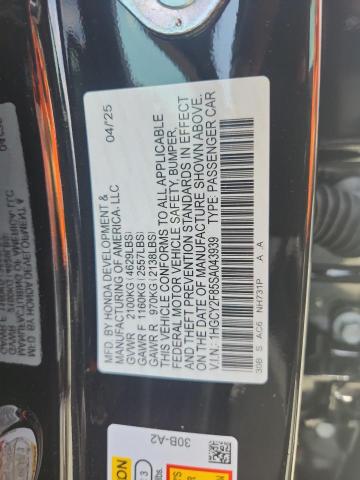 MFD BY HONDA DEVELOPMENT & 04/25
MANUFACTURING OF AMERICA, LLC
GVWR 2100KG(4629LBS)
GAWR F 1160KG(2557LBS)
GAWR R 970KG(2138LBS)
THIS VEHICLE CONFORMS TO ALL APPLICABLE
FEDERAL MOTOR VEHICLE SAFETY, BUMPER,
AND THEFT PREVENTION STANDARDS IN EFFECT
ON THE DATE OF MANUFACTURE SHOWN ABOVE.
V.I.N.:1HGCY2F85SA043939 TYPE: PASSENGER CAR
30B S AC6 NH731P A ,A
30B-A2